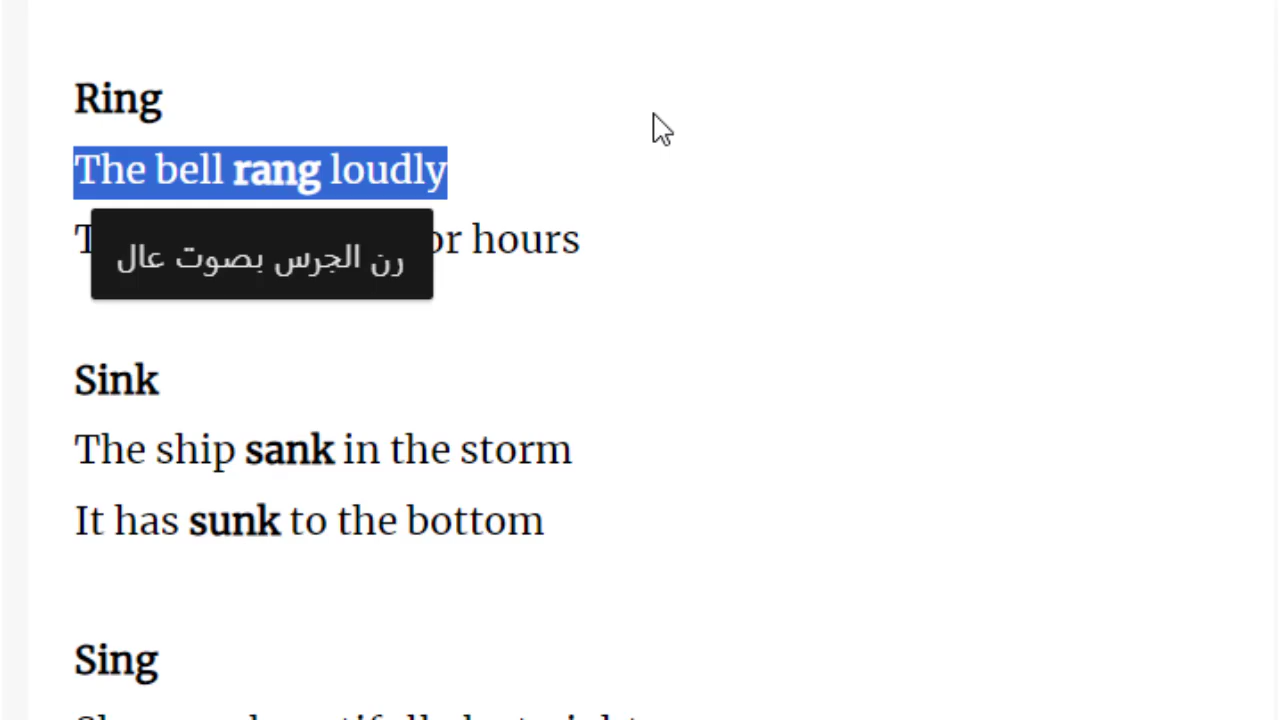 Ring
The bell rang loudly
or hours
رن الجرس بصوت عال
Sink
The ship sank in the storm
It has sunk to the bottom
Sing